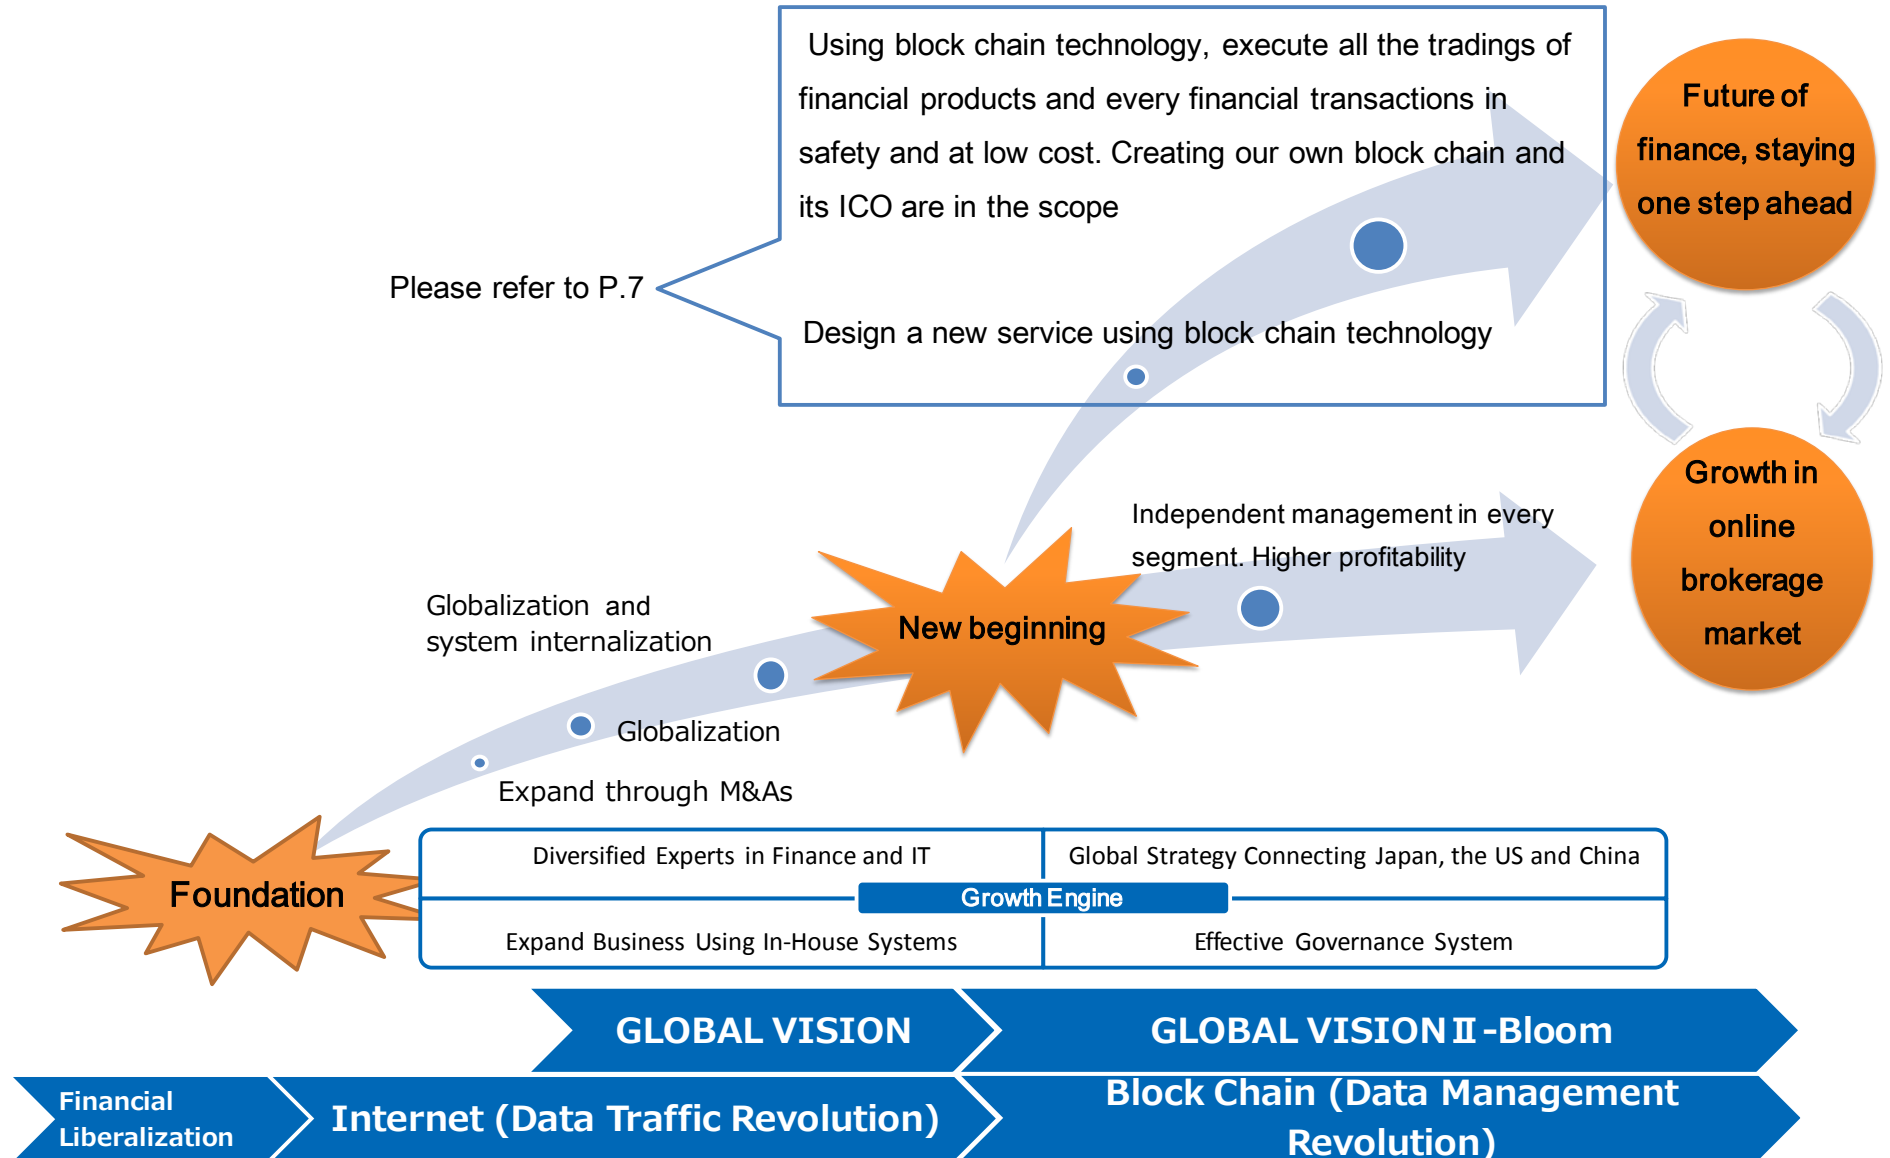 Using block chain technology, execute all the tradings of
financial products and every financial transactions in
safety and at low cost. Creating our own block chain and
its ICO are in the scope
Design a new service using block chain technology
Please refer to P.7
Future of
finance, staying
one step ahead
Growth in
online
brokerage
market
Independent management in every
segment. Higher profitability
New beginning
Globalization and
system internalization
Globalization
Expand through M&As
Foundation
Diversified Experts in Finance and IT
Global Strategy Connecting Japan, the US and China
Growth Engine
Expand Business Using In-House Systems
Effective Governance System
GLOBAL VISION
GLOBAL VISION Ⅱ -Bloom
Financial
Liberalization
Internet (Data Traffic Revolution)
Block Chain (Data Management
Revolution)